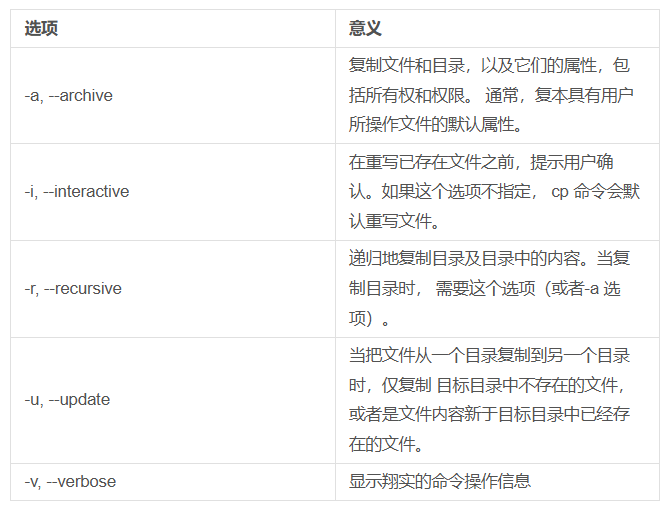 选项 意义
-a, --archive
复制文件和目录，以及它们的属性，包
括所有权和权限。 通常，复本具有用户
所操作文件的默认属性。
-i, --interactive
在重写已存在文件之前，提示用户确
认。如果这个选项不指定， cp 命令会默
认重写文件。
-r, --recursive
递归地复制目录及目录中的内容。当复
制目录时， 需要这个选项（或者-a 选
项）。
-u, --update
当把文件从一个目录复制到另一个目录
时，仅复制 目标目录中不存在的文件，
或者是文件内容新于目标目录中已经存
在的文件。
-v, --verbose
显示翔实的命令操作信息